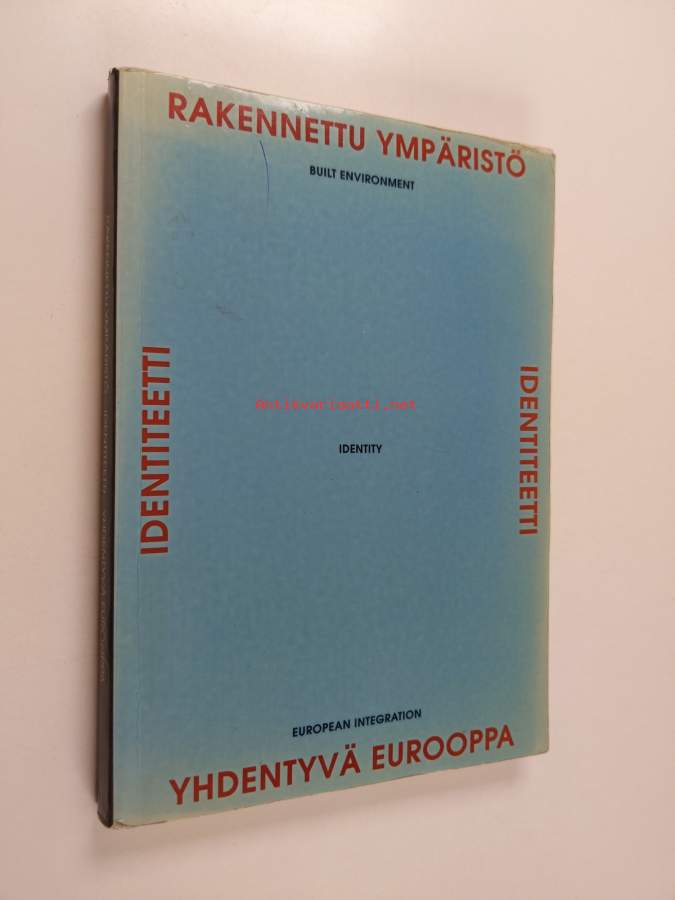 RAKENNETTU YMPÄRISTÖ
BUILT ENVIRONMENT
IDENTITEETTI
IDENTITEETTI
Antikvariaatti.net
IDENTITY
EUROPEAN INTEGRATION
YHDENTYVÄ EUROOPPA